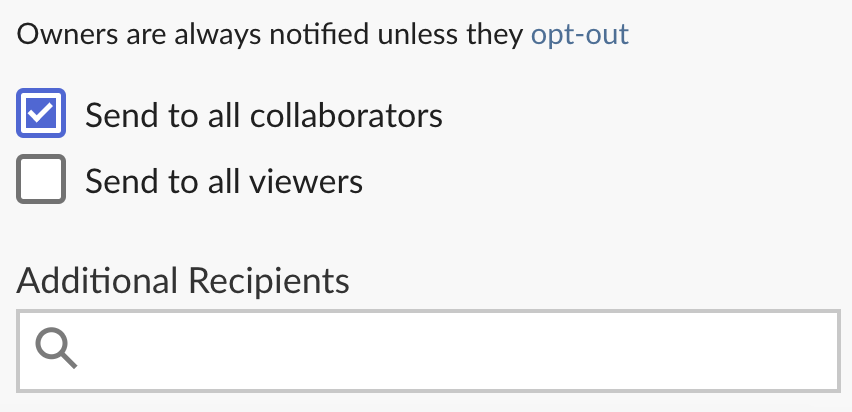 Owners are always notified unless they opt-out
Send to all collaborators
Send to all viewers
Additional Recipients